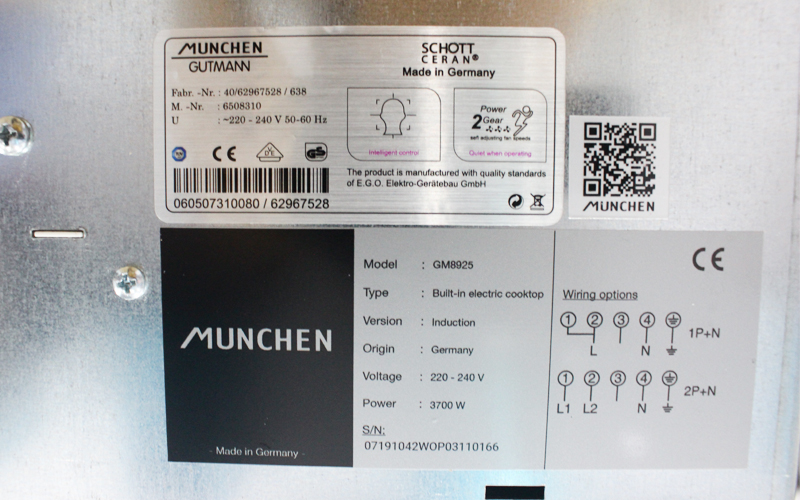 MUNCHEN
GUTMANN
SCHOTT
CERAN®
Made in Germany
Fabr. -Nr. : 40/62967528 / 638
M. -Nr. : 6508310
U : ~220 - 240 V 50-60 Hz
Intelligent control
Power
2 Gear
self adjusting fan speeds
Quiet when operating
CE
GS
The product is manufactured with quality standards
of E.G.O. Elektro-Gerätebau GmbH
060507310080 / 62967528
MUNCHEN
MUNCHEN
- Made in Germany -
Model : GM8925
Type : Built-in electric cooktop
Version : Induction
Origin : Germany
Voltage : 220 - 240 V
Power : 3700 W
S/N:
07191042WOP03110166
CE
Wiring options
1 2 3 4
1P+N
L N
1 2 3 4
2P+N
L1 L2 N